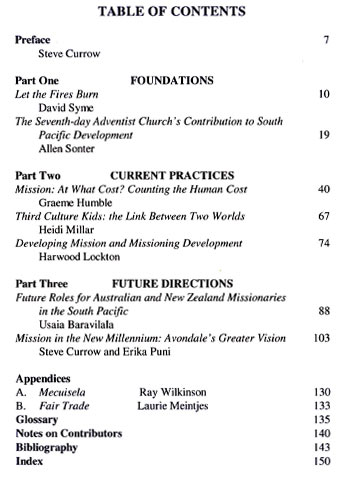 TABLE OF CONTENTS
Preface 7
Steve Currow
Part One FOUNDATIONS
Let the Fires Burn 10
David Syme
The Seventh-day Adventist Church's Contribution to South
Pacific Development 19
Allen Sonter
Part Two CURRENT PRACTICES
Mission: At What Cost? Counting the Human Cost 40
Graeme Humble
Third Culture Kids: the Link Between Two Worlds 67
Heidi Millar
Developing Mission and Missioning Development 74
Harwood Lockton
Part Three FUTURE DIRECTIONS
Future Roles for Australian and New Zealand Missionaries
in the South Pacific 88
Usaia Baravilala
Mission in the New Millennium: Avondale's Greater Vision 103
Steve Currow and Erika Puni
Appendices
A. Mecuisela Ray Wilkinson 130
B. Fair Trade Laurie Meintjes 133
Glossary 135
Notes on Contributors 140
Bibliography 143
Index 150